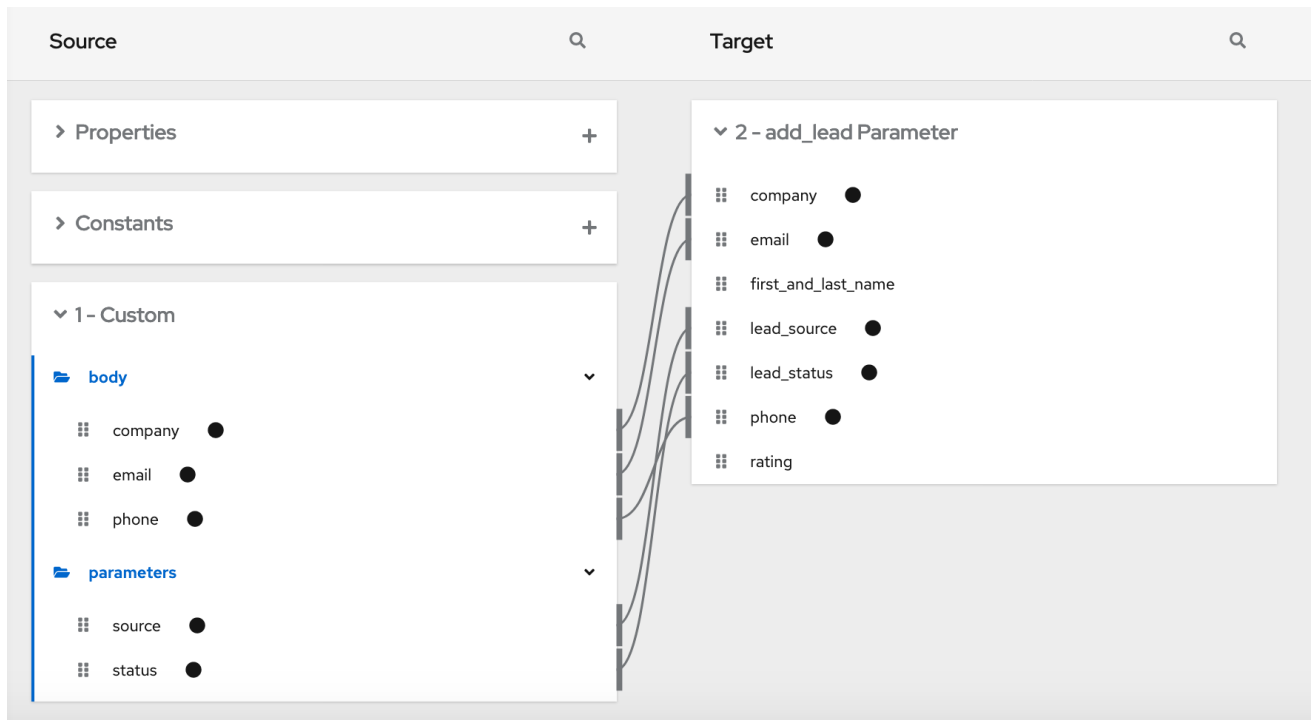 Source
Properties
Constants
1 - Custom
body
company
email
phone
parameters
source
status
Target
2 - add_lead Parameter
company
email
first_and_last_name
lead_source
lead_status
phone
rating